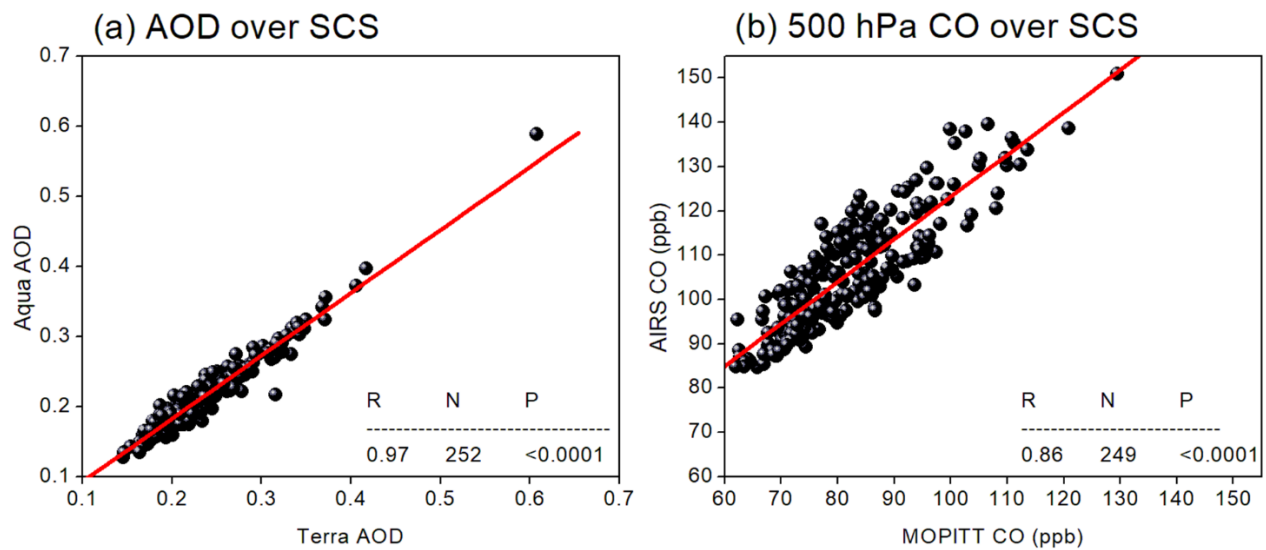 (a) AOD over SCS
0.7
0.6
0.5
0.4
0.3
0.2
0.1
Aqua AOD
R N P
0.97 252 <0.0001
0.1 0.2 0.3 0.4 0.5 0.6 0.7
Terra AOD
(b) 500 hPa CO over SCS
150
140
130
120
110
100
90
80
70
60
AIRS CO (ppb)
R N P
0.86 249 <0.0001
60 70 80 90 100 110 120 130 140 150
MOPITT CO (ppb)